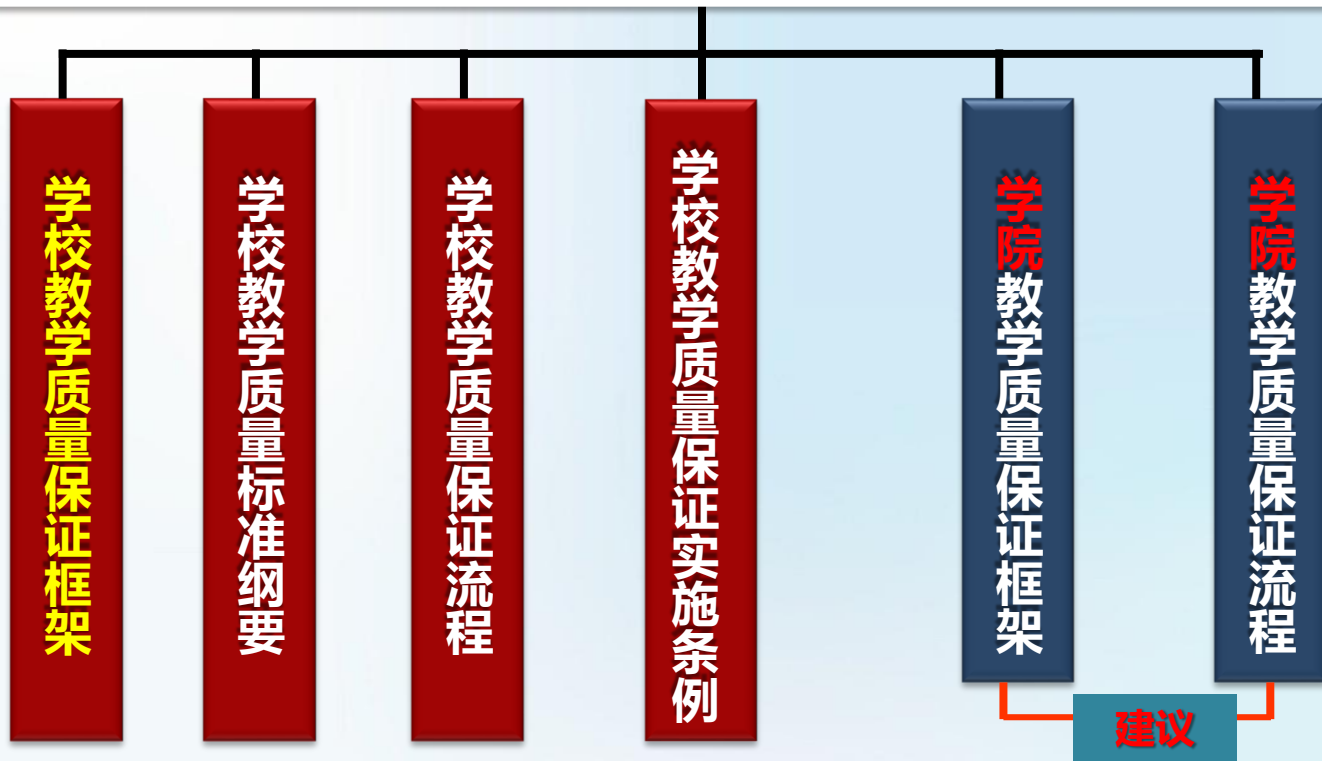 学校教学质量保证框架
学校教学质量标准纲要
学校教学质量保证流程
学校教学质量保证实施条例
学院教学质量保证框架
学院教学质量保证流程
建议